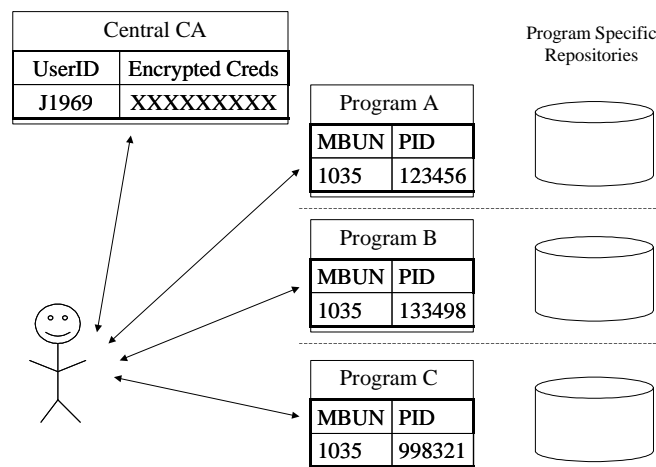 Central CA
UserID Encrypted Creds
J1969 XXXXXXXXX
Program Specific
Repositories
Program A
MBUN PID
1035 123456
Program B
MBUN PID
1035 133498
Program C
MBUN PID
1035 998321